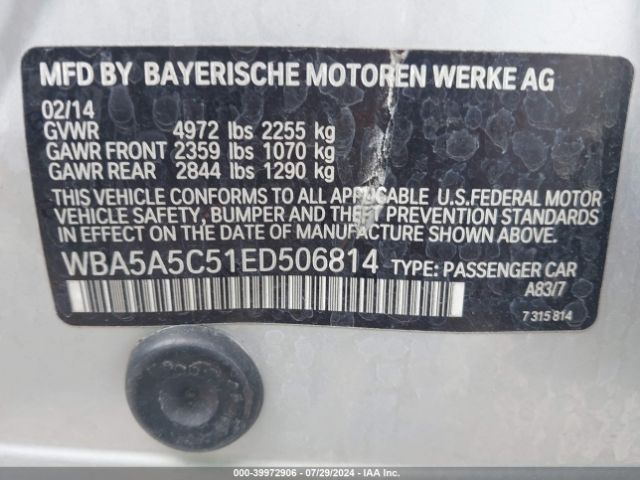 MFD BY BAYERISCHE MOTOREN WERKE AG
02/14
GVWR 4972 lbs 2255 kg
GAWR FRONT 2359 lbs 1070 kg
GAWR REAR 2844 lbs 1290 kg
THIS VEHICLE CONFORMS TO ALL APPLICABLE U.S.FEDERAL MOTOR
VEHICLE SAFETY, BUMPER AND THEFT PREVENTION STANDARDS
IN EFFECT ON THE DATE OF MANUFACTURE SHOWN ABOVE.
WBA5A5C51ED506814 TYPE: PASSENGER CAR
A83/7
7 315 814
000-39972906 • 07/29/2024 • IAA Inc.